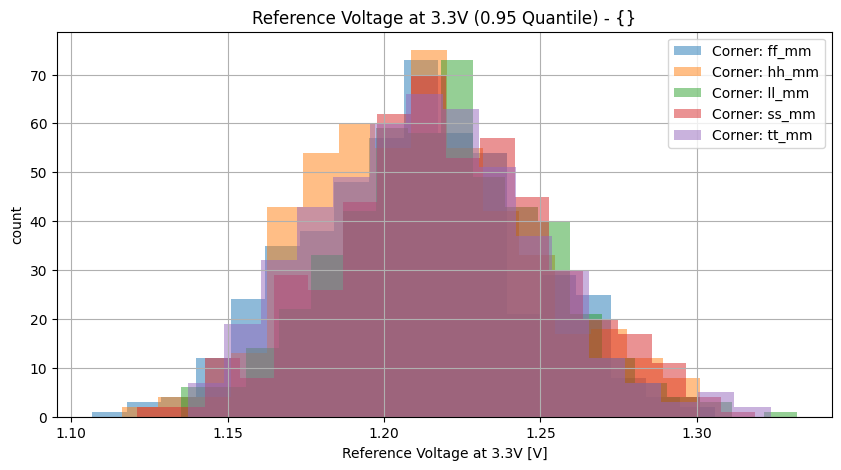 Reference Voltage at 3.3V (0.95 Quantile) - {}
Corner: ff_mm
Corner: hh_mm
Corner: ll_mm
Corner: ss_mm
Corner: tt_mm
count
70
60
50
40
30
20
10
0
1.10 1.15 1.20 1.25 1.30
Reference Voltage at 3.3V [V]